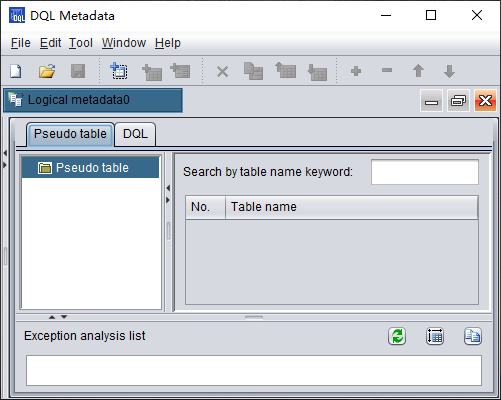 DQL DQL Metadata
File Edit Tool Window Help
Logical metadata0
Pseudo table DQL
Pseudo table
Search by table name keyword:
No. Table name
Exception analysis list